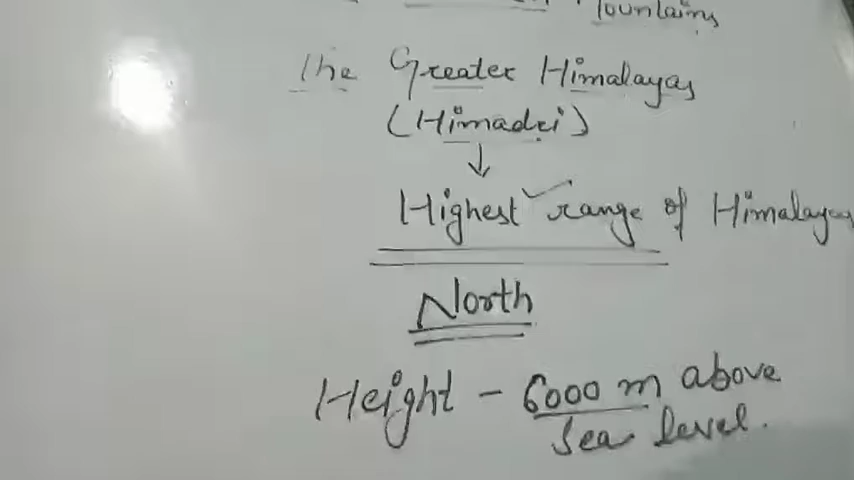 Mountains
The Greater Himalayas
(Himadri)
↓
Highest range of Himalayas
North
Height - 6000 m above
sea level.